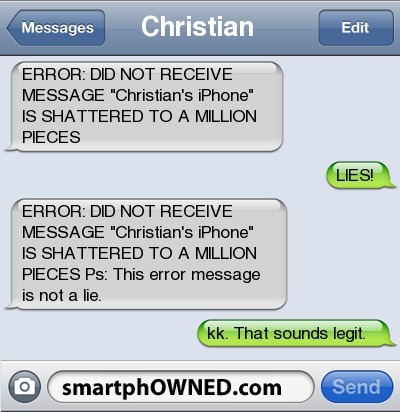 Messages
Christian
Edit
ERROR: DID NOT RECEIVE
MESSAGE "Christian's iPhone"
IS SHATTERED TO A MILLION
PIECES
LIES!
ERROR: DID NOT RECEIVE
MESSAGE "Christian's iPhone"
IS SHATTERED TO A MILLION
PIECES Ps: This error message
is not a lie.
kk. That sounds legit.
smartphOWNED.com
Send